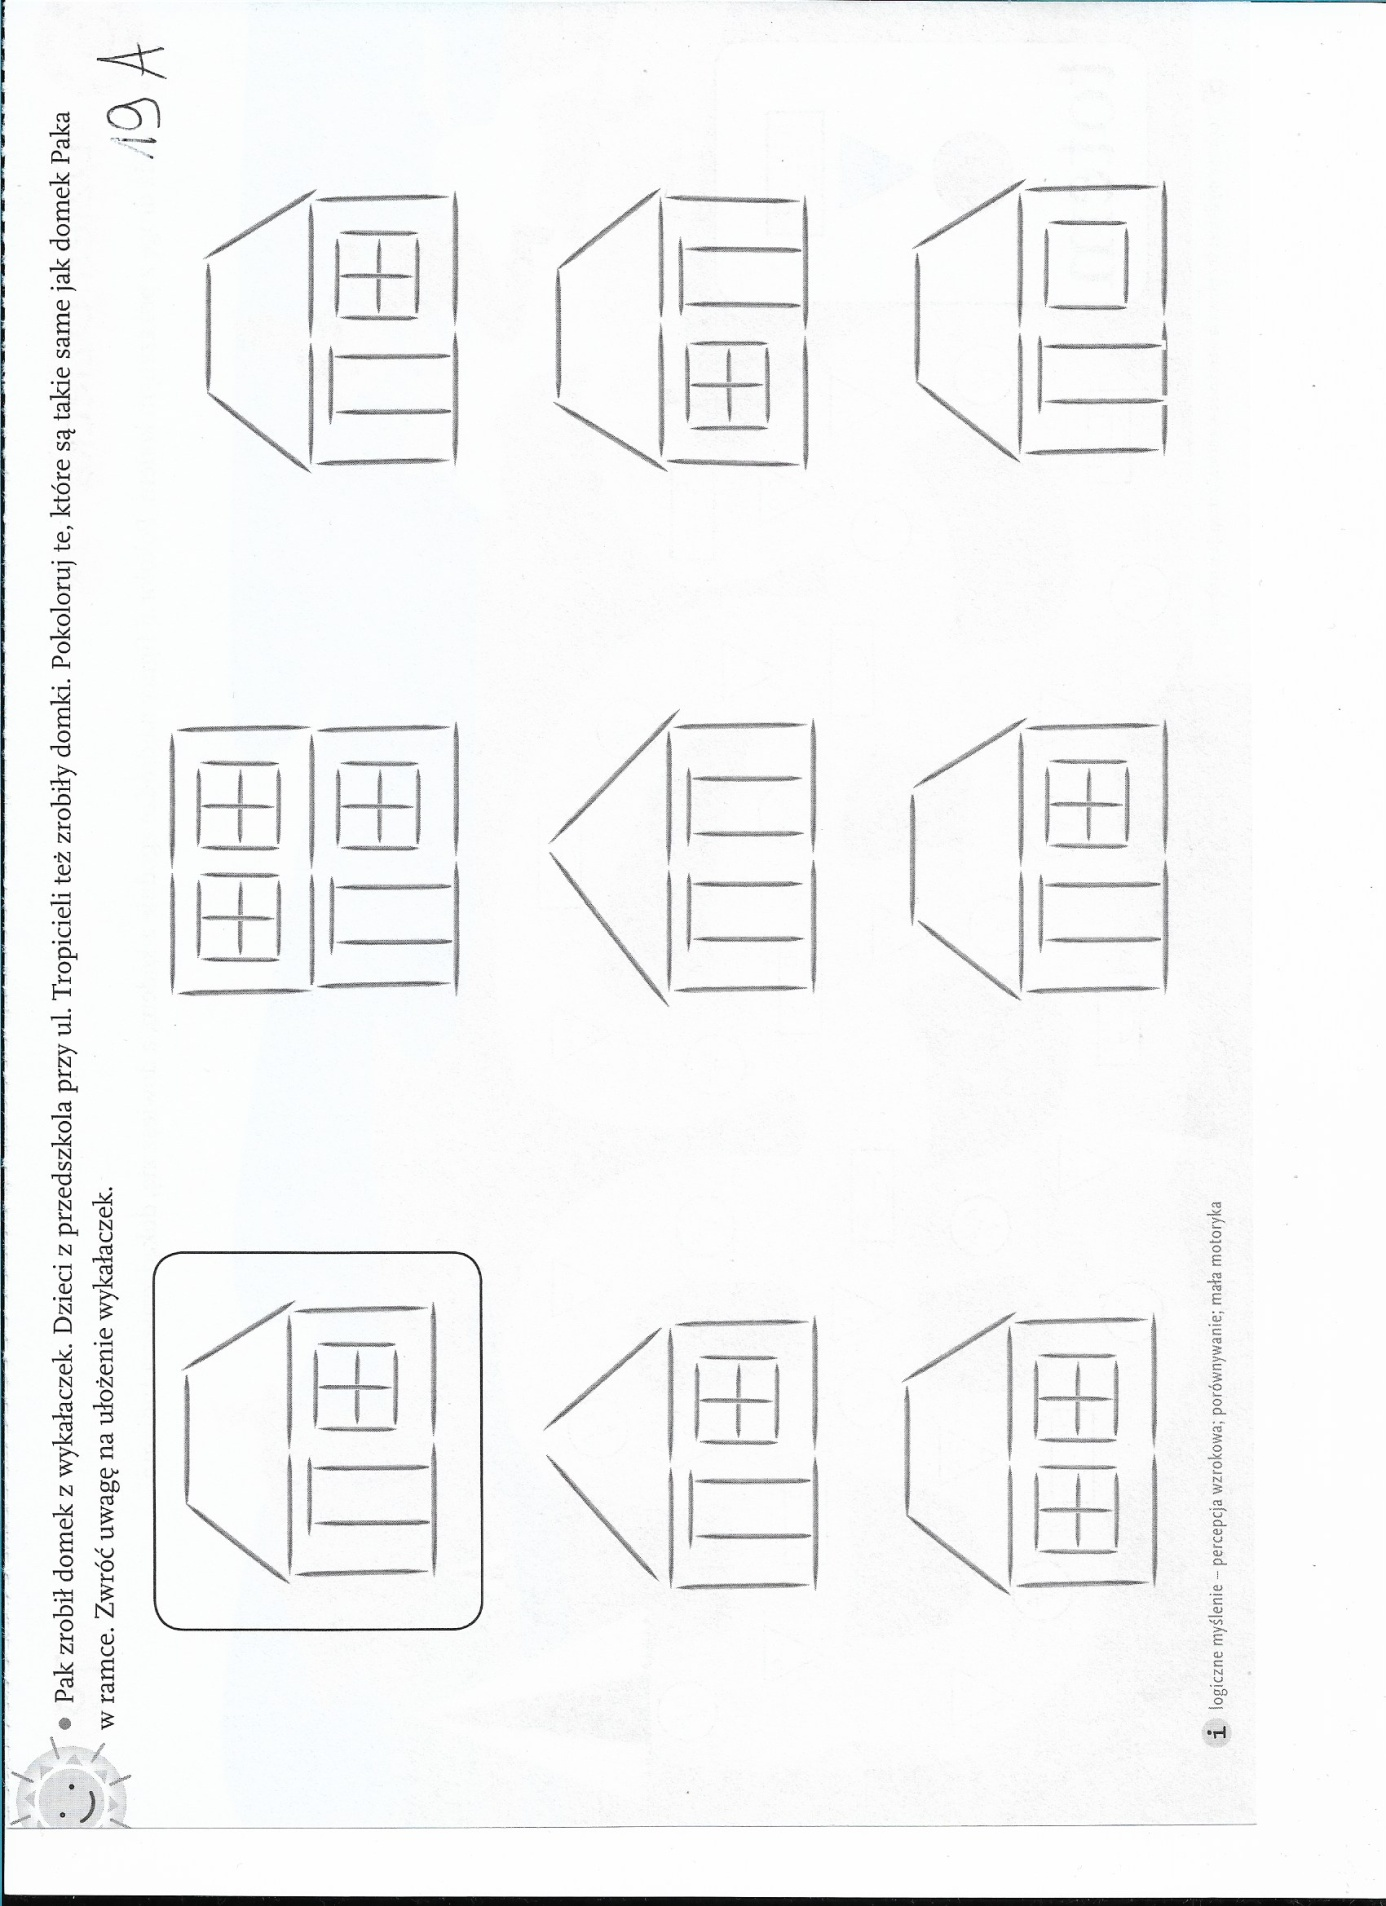 • Pak zrobił domek z wykałaczek. Dzieci z przedszkola przy ul. Tropicieli też zrobiły domki. Pokoloruj te, które są takie same jak domek Paka
w ramce. Zwróć uwagę na ułożenie wykałaczek.
19 A
i logiczne myślenie – percepcja wzrokowa; porównywanie; mała motoryka